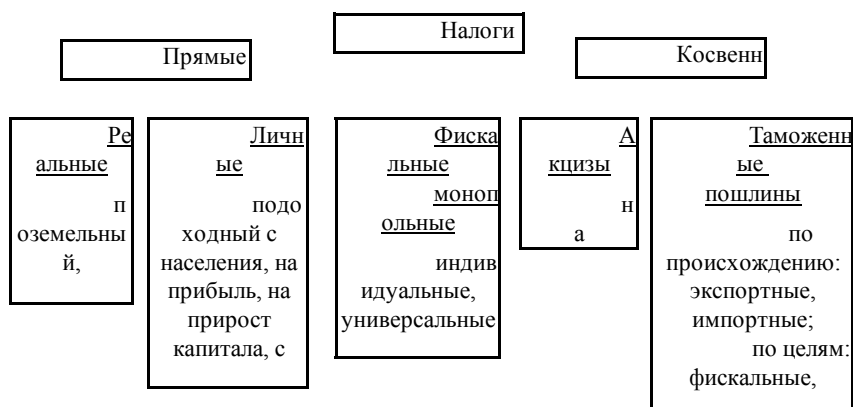 Налоги
Прямые
Косвенн
Ре
альные
п
оземельны
й,
Личн
ые
подо
ходный с
населения, на
прибыль, на
прирост
капитала, с
Фиска
льные
моноп
ольные
индив
идуальные,
универсальные
А
кцизы
н
а
Таможенн
ые
пошлины
по
происхождению:
экспортные,
импортные;
по целям:
фискальные,